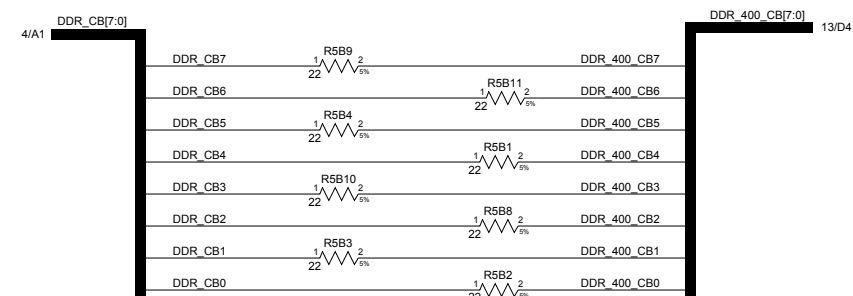 DDR_CB[7:0] DDR_400_CB[7:0]
4/A1 13/D4
DDR_CB7 1 R5B9 2 DDR_400_CB7
22 5%
DDR_CB6 1 R5B11 2 DDR_400_CB6
22 5%
DDR_CB5 1 R5B4 2 DDR_400_CB5
22 5%
DDR_CB4 1 R5B1 2 DDR_400_CB4
22 5%
DDR_CB3 1 R5B10 2 DDR_400_CB3
22 5%
DDR_CB2 1 R5B8 2 DDR_400_CB2
22 5%
DDR_CB1 1 R5B3 2 DDR_400_CB1
22 5%
DDR_CB0 1 R5B2 2 DDR_400_CB0
22 5%